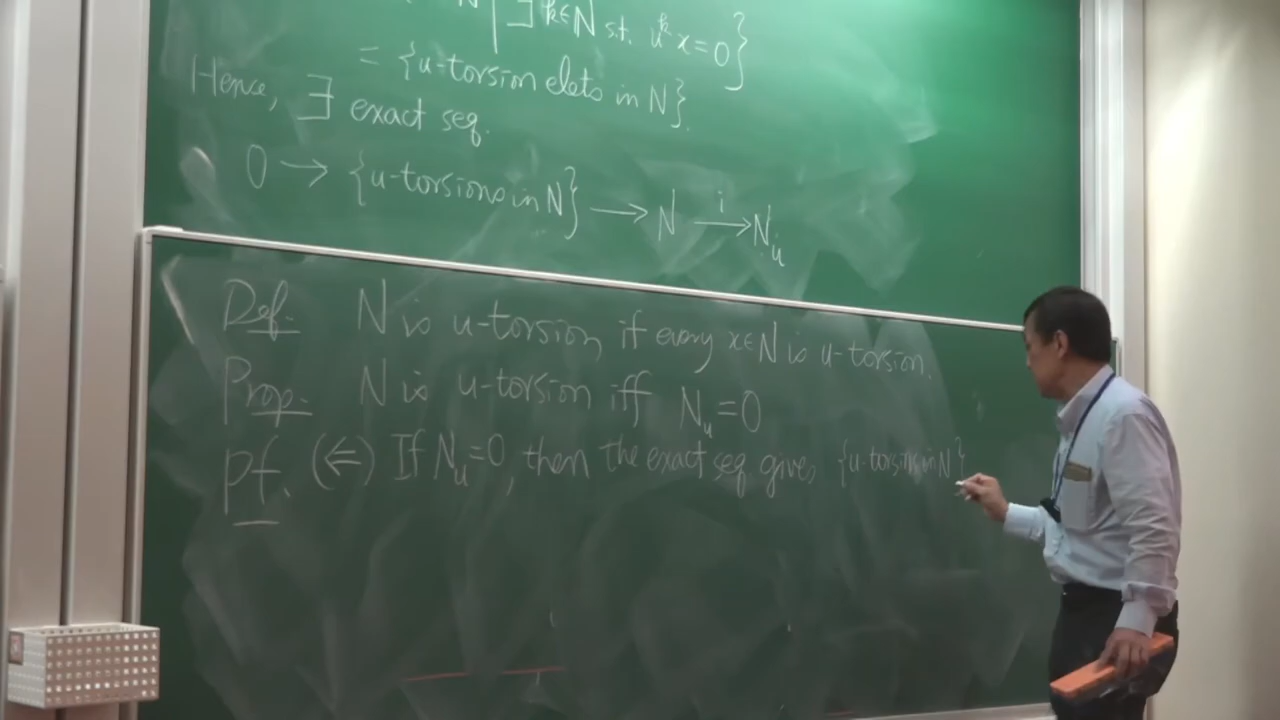 N | ∃ k∈N s.t. u^k x = 0}
= {u-torsion elets in N}.
Hence, ∃ exact seq.
0 → {u-torsions in N} → N →^i N_u
Def. N is u-torsion if every x∈N is u-torsion.
Prop. N is u-torsion iff N_u = 0
pf. (⇐) If N_u = 0, then the exact seq gives {u-torsions in N}